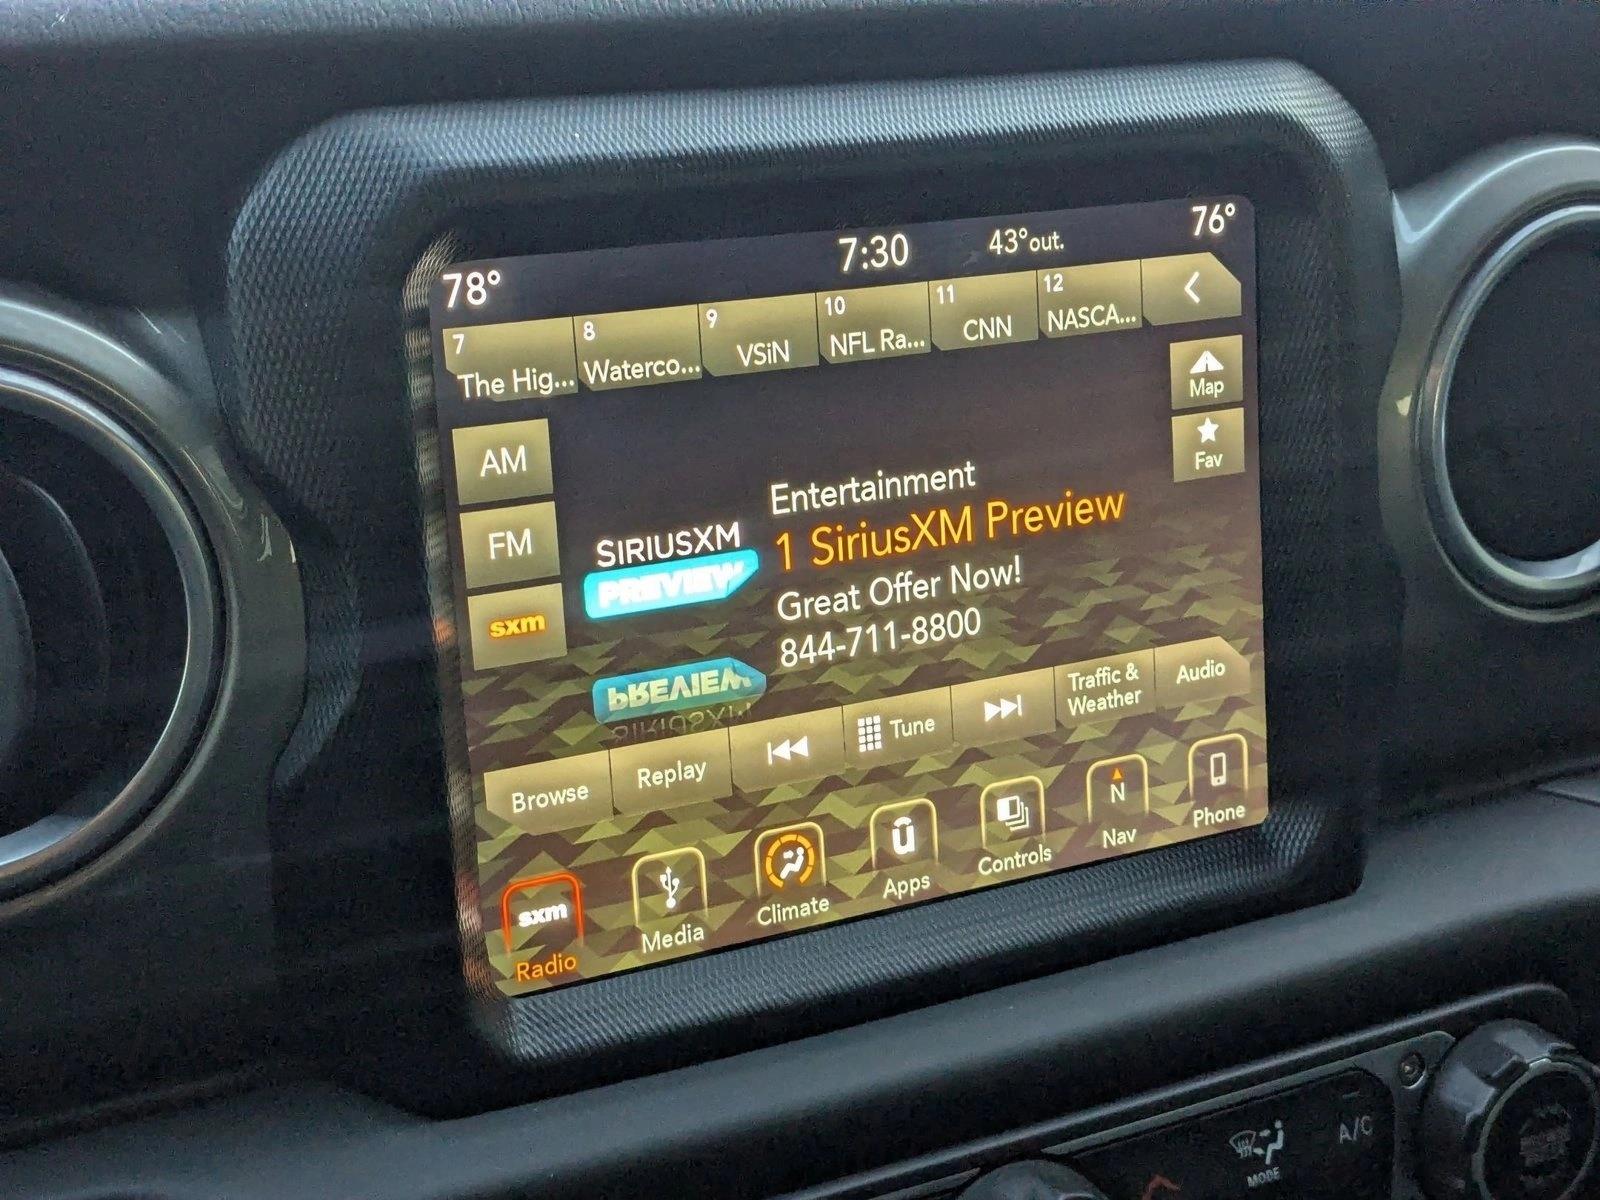 78° 7:30 43°out. 76°
7 8 9 10 11 12
The Hig... Waterco... VSiN NFL Ra... CNN NASCA...
Map
Fav
AM
FM
sxm
SIRIUSXM
PREVIEW
Entertainment
1 SiriusXM Preview
Great Offer Now!
844-711-8800
PREVIEW
SIRIUSXM
Browse Replay Tune Traffic & Weather Audio
sxm
N
Radio Media Climate Apps Controls Nav Phone
MODE
A/C